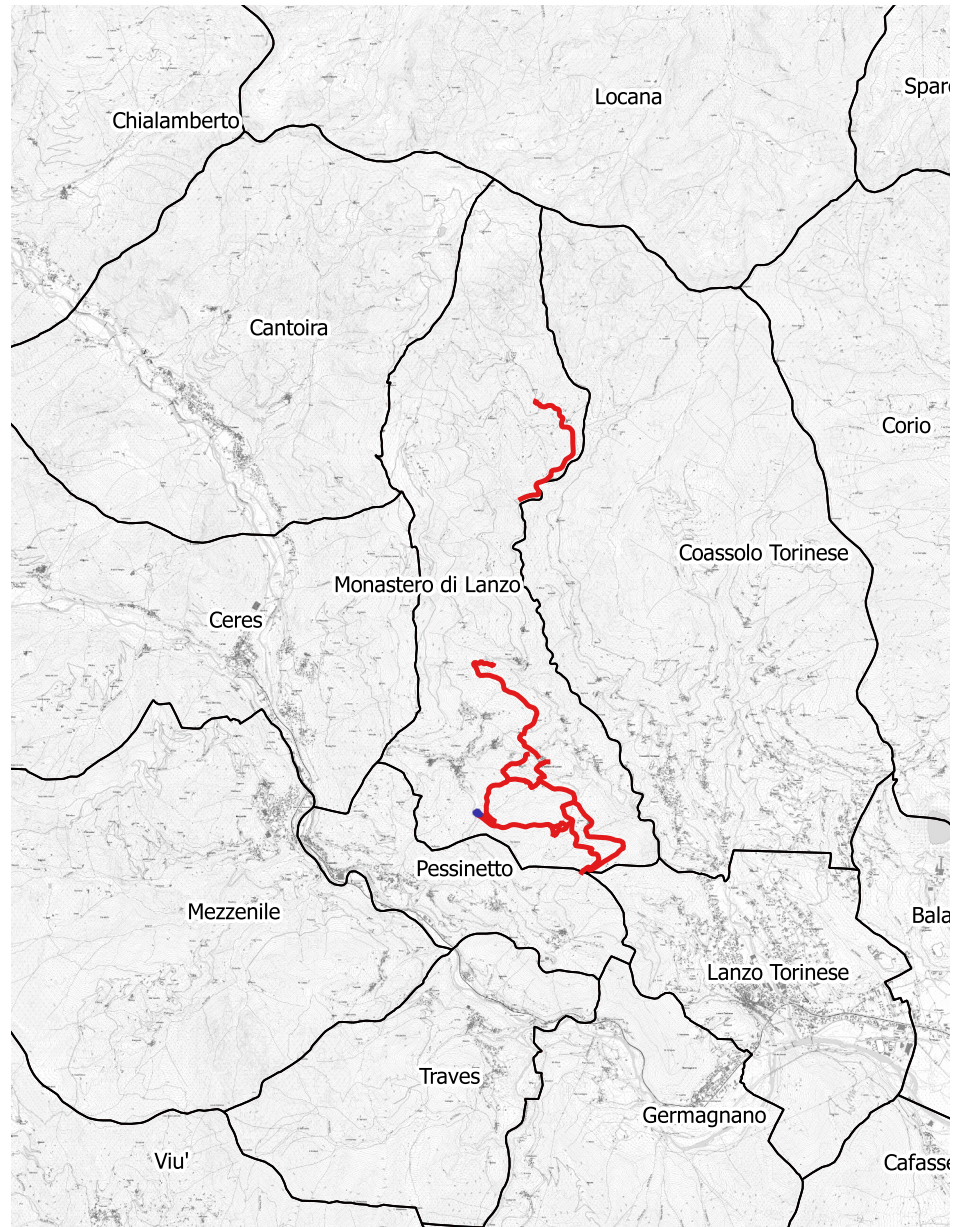 Locana
Spar
Chialamberto
Cantoira
Corio
Coassolo Torinese
Monastero di Lanzo
Ceres
Pessinetto
Mezzenile
Bala
Lanzo Torinese
Traves
Germagnano
Viu'
Cafasse